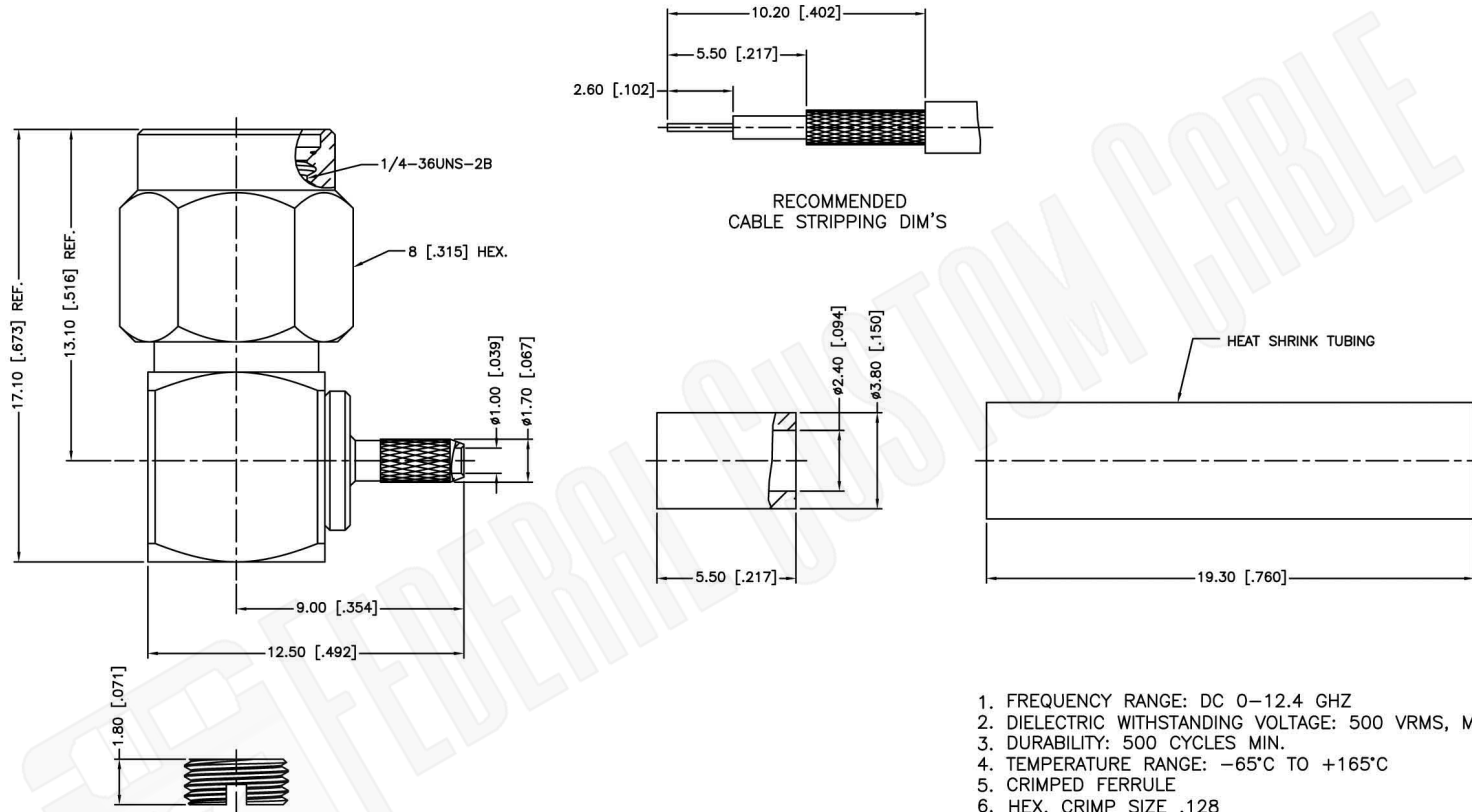 10.20 [.402]
5.50 [.217]
2.60 [.102]
RECOMMENDED
CABLE STRIPPING DIM'S
1/4-36UNS-2B
8 [.315] HEX.
17.10 [.673] REF.
13.10 [.516] REF.
ø1.00 [.039]
ø1.70 [.067]
9.00 [.354]
12.50 [.492]
ø2.40 [.094]
ø3.80 [.150]
5.50 [.217]
HEAT SHRINK TUBING
19.30 [.760]
1.80 [.071]
1. FREQUENCY RANGE: DC 0-12.4 GHZ
2. DIELECTRIC WITHSTANDING VOLTAGE: 500 VRMS, M
3. DURABILITY: 500 CYCLES MIN.
4. TEMPERATURE RANGE: -65°C TO +165°C
5. CRIMPED FERRULE
6. HEX. CRIMP SIZE .128
FEDERAL CUSTOM CABLE